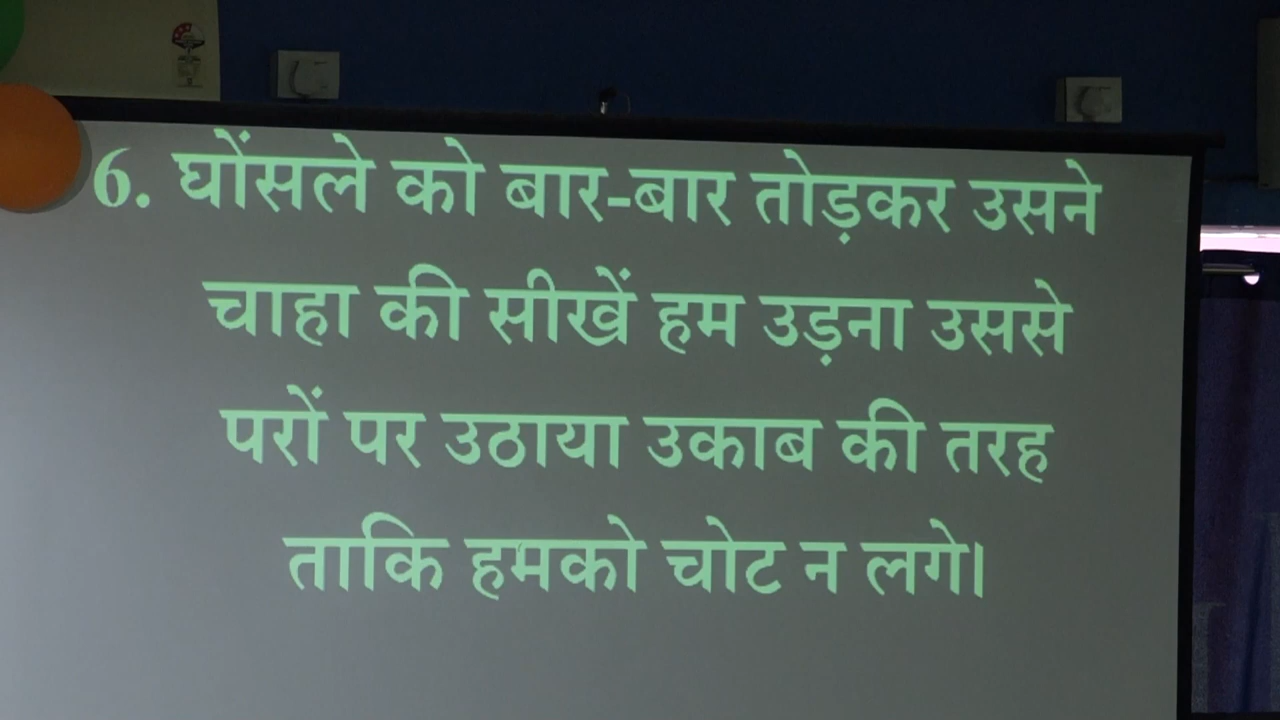 6. घोंसले को बार-बार तोड़कर उसने
चाहा की सीखें हम उड़ना उससे
परों पर उठाया उकाब की तरह
ताकि हमको चोट न लगे।